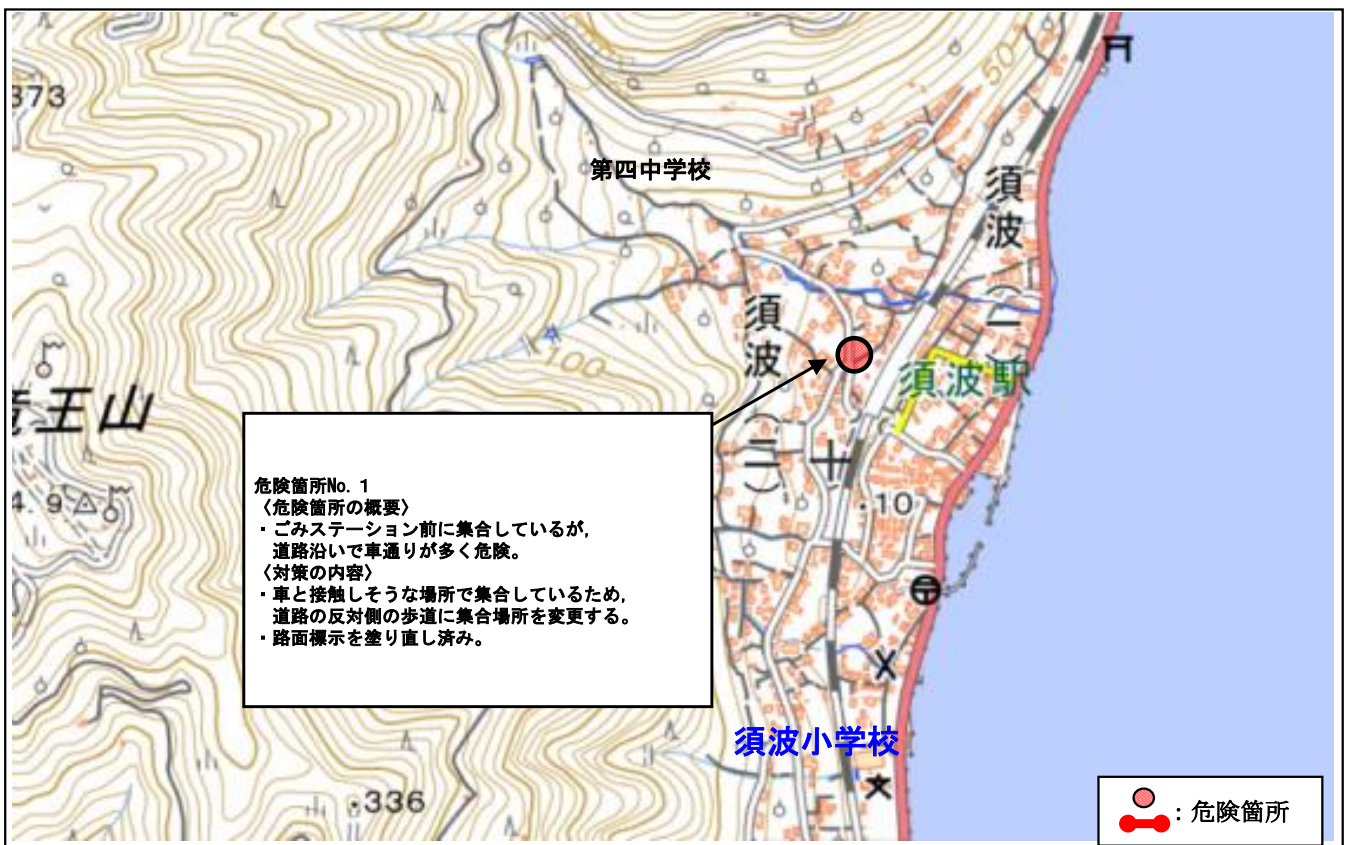 373
50
第四中学校
須波(一)
須波(二)
100
須波駅
竜王山
4.9
10
危険箇所No. 1
〈危険箇所の概要〉
・ごみステーション前に集合しているが,
道路沿いで車通りが多く危険。
〈対策の内容〉
・車と接触しそうな場所で集合しているため,
道路の反対側の歩道に集合場所を変更する。
・路面標示を塗り直し済み。
須波小学校
336
：危険箇所